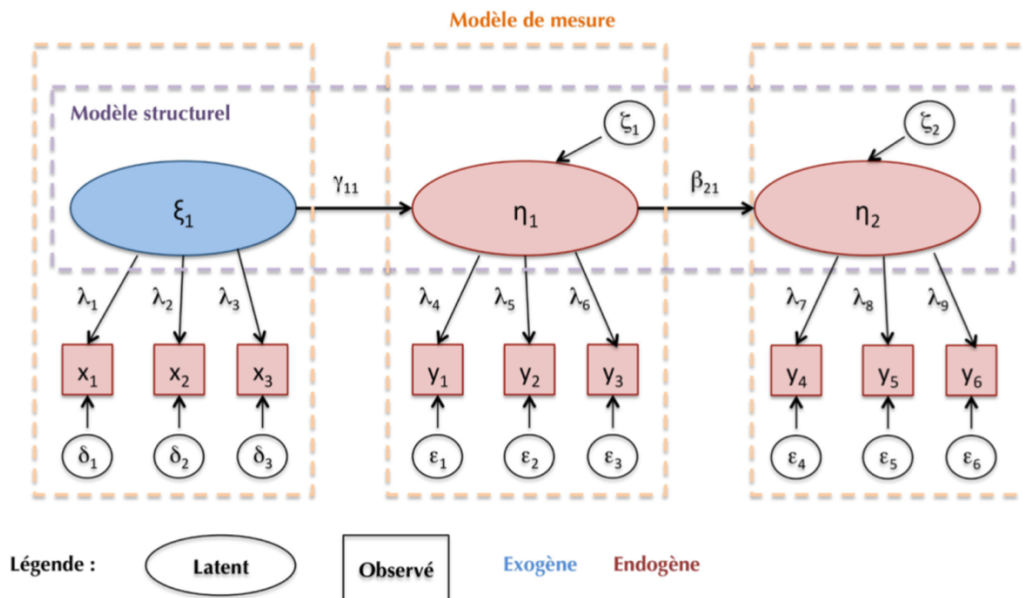 Modèle de mesure
Modèle structurel
ζ₁
ζ₂
γ₁₁
β₂₁
ξ₁
η₁
η₂
λ₁ λ₂ λ₃ λ₄ λ₅ λ₆ λ₇ λ₈ λ₉
x₁ x₂ x₃ y₁ y₂ y₃ y₄ y₅ y₆
δ₁ δ₂ δ₃ ε₁ ε₂ ε₃ ε₄ ε₅ ε₆
Légende : Latent Observé Exogène Endogène